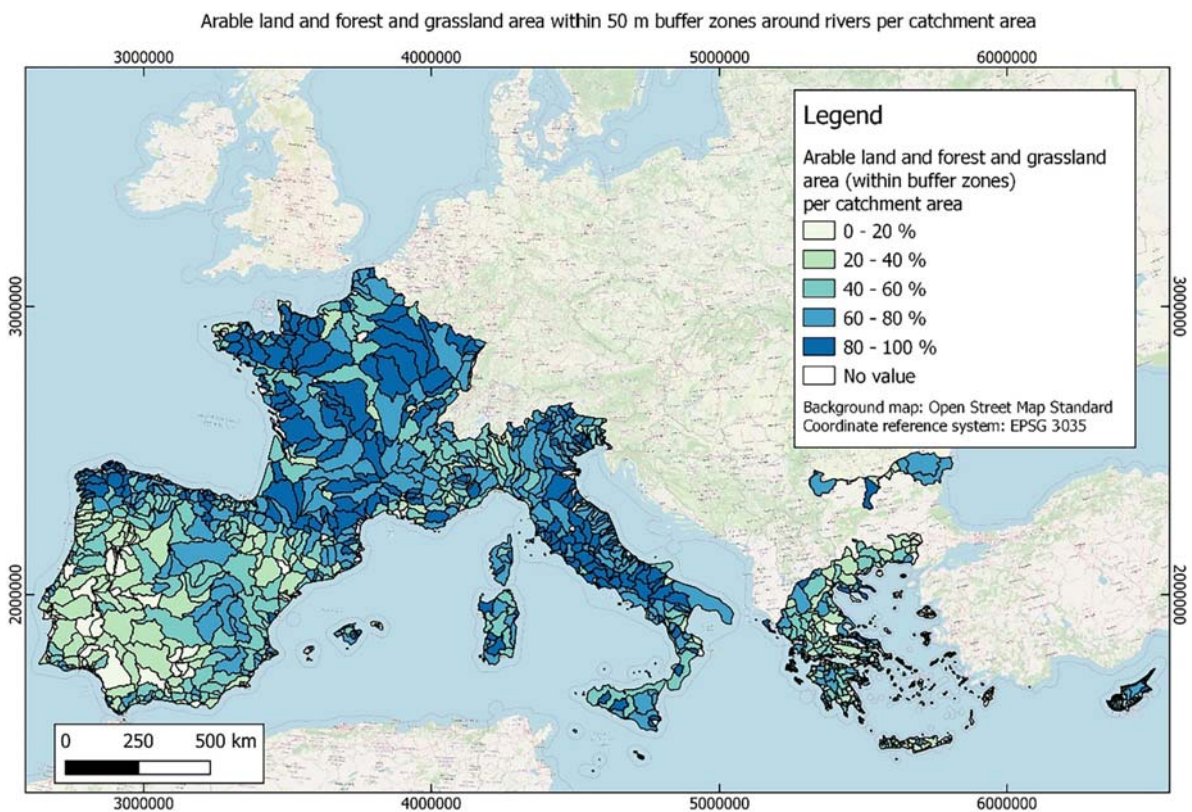 Arable land and forest and grassland area within 50 m buffer zones around rivers per catchment area
3000000 4000000 5000000 6000000
Legend
Arable land and forest and grassland
area (within buffer zones)
per catchment area
0 - 20 %
20 - 40 %
40 - 60 %
60 - 80 %
80 - 100 %
No value
Background map: Open Street Map Standard
Coordinate reference system: EPSG 3035
3000000 3000000
2000000 2000000
0 250 500 km
3000000 4000000 5000000 6000000